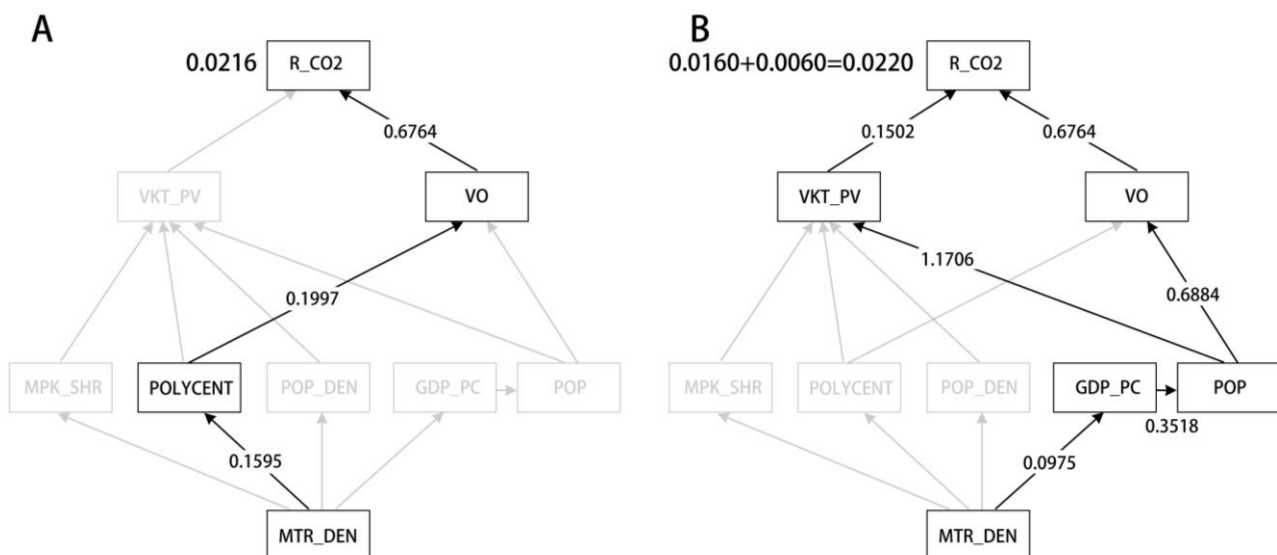 A
0.0216
R_CO2
0.6764
VKT_PV
VO
0.1997
MPK_SHR
POLYCENT
POP_DEN
GDP_PC
POP
0.1595
MTR_DEN
B
0.0160+0.0060=0.0220
R_CO2
0.1502
0.6764
VKT_PV
VO
1.1706
0.6884
MPK_SHR
POLYCENT
POP_DEN
GDP_PC
POP
0.3518
0.0975
MTR_DEN